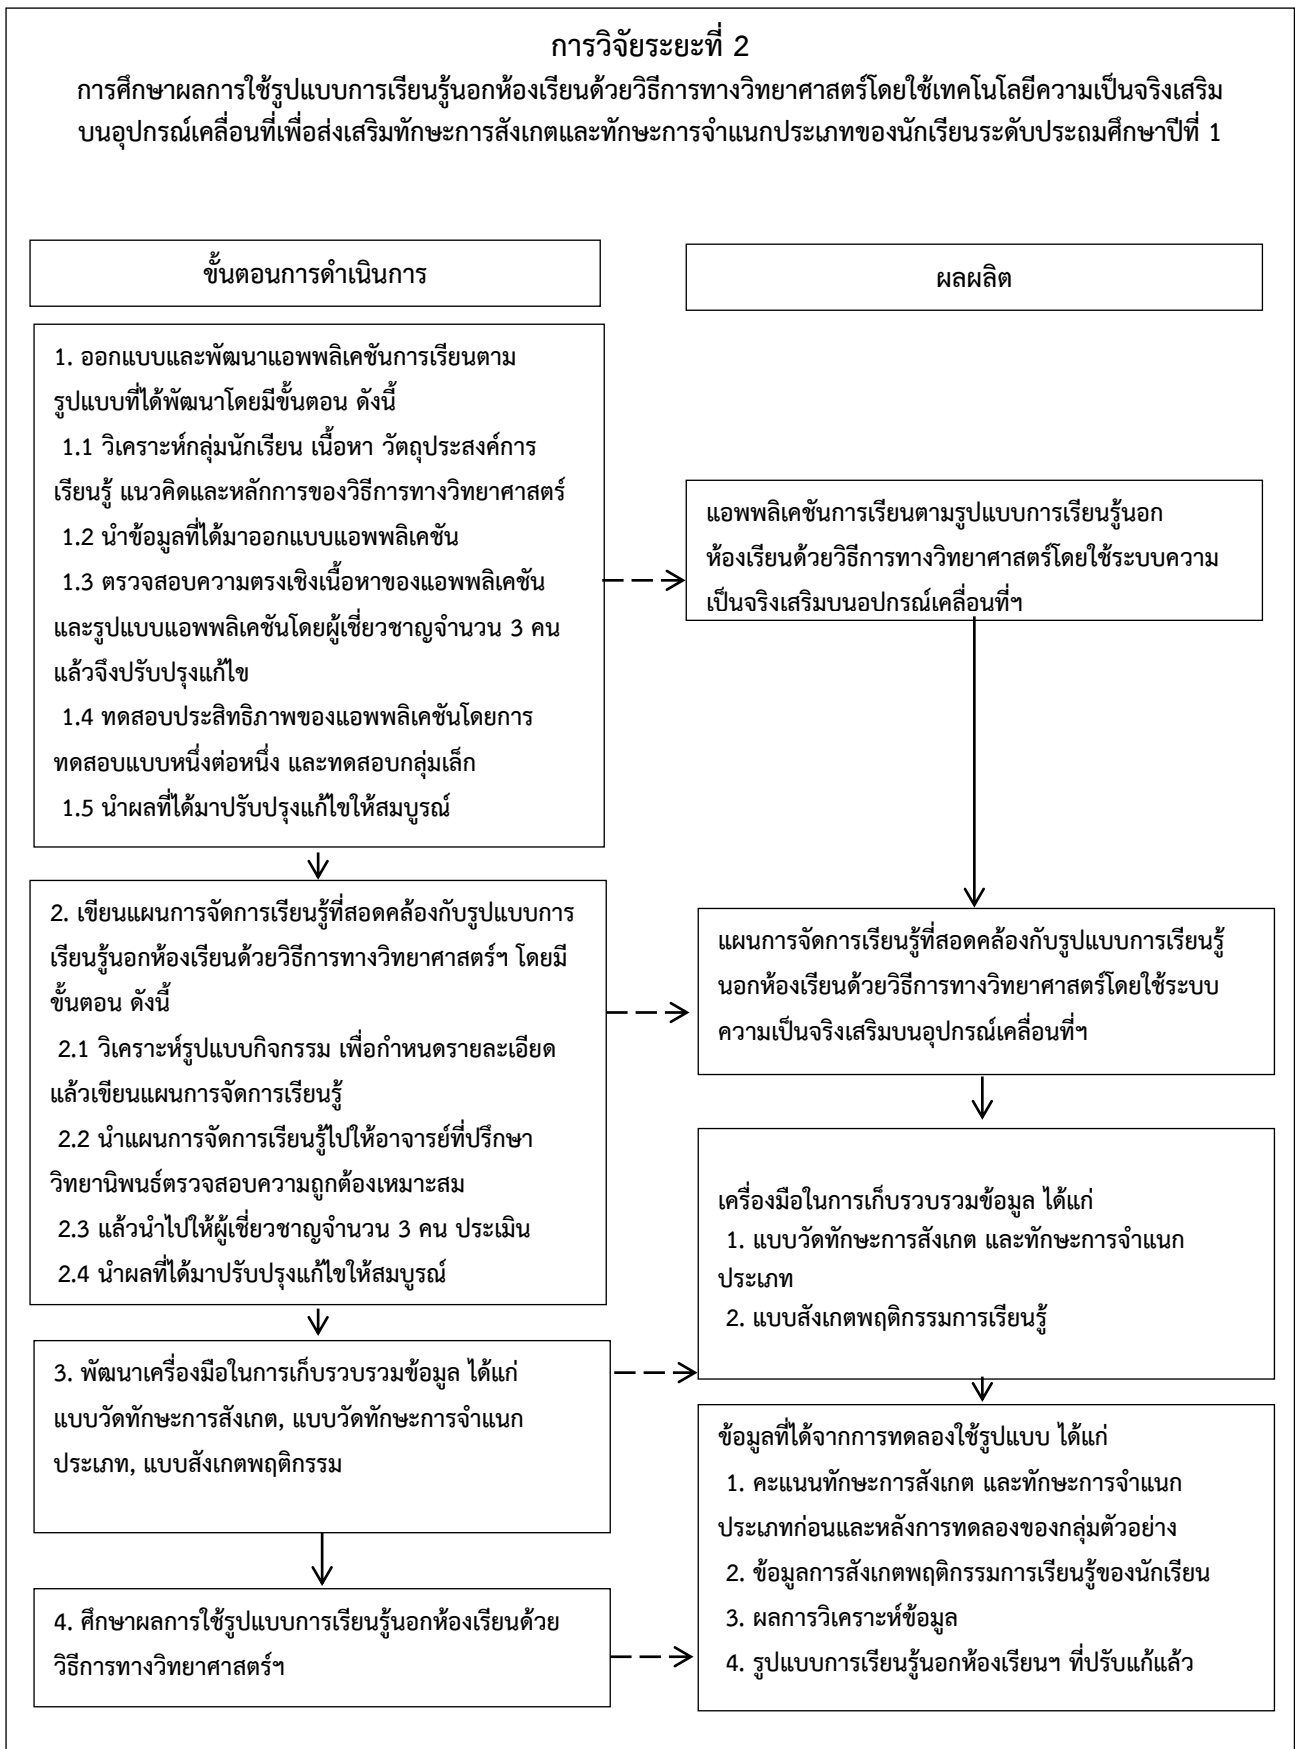 การวิจัยระยะที่ 2
การศึกษาผลการใช้รูปแบบการเรียนรู้นอกห้องเรียนด้วยวิธีการทางวิทยาศาสตร์โดยใช้เทคโนโลยีความเป็นจริงเสริม
บนอุปกรณ์เคลื่อนที่เพื่อส่งเสริมทักษะการสังเกตและทักษะการจำแนกประเภทของนักเรียนระดับประถมศึกษาปีที่ 1
ขั้นตอนการดำเนินการ
1. ออกแบบและพัฒนาแอพพลิเคชันการเรียนตาม
รูปแบบที่ได้พัฒนาโดยมีขั้นตอน ดังนี้
1.1 วิเคราะห์กลุ่มนักเรียน เนื้อหา วัตถุประสงค์การ
เรียนรู้ แนวคิดและหลักการของวิธีการทางวิทยาศาสตร์
1.2 นำข้อมูลที่ได้มาออกแบบแอพพลิเคชัน
1.3 ตรวจสอบความตรงเชิงเนื้อหาของแอพพลิเคชัน
และรูปแบบแอพพลิเคชันโดยผู้เชี่ยวชาญจำนวน 3 คน
แล้วจึงปรับปรุงแก้ไข
1.4 ทดสอบประสิทธิภาพของแอพพลิเคชันโดยการ
ทดสอบแบบหนึ่งต่อหนึ่ง และทดสอบกลุ่มเล็ก
1.5 นำผลที่ได้มาปรับปรุงแก้ไขให้สมบูรณ์
2. เขียนแผนการจัดการเรียนรู้ที่สอดคล้องกับรูปแบบการ
เรียนรู้นอกห้องเรียนด้วยวิธีการทางวิทยาศาสตร์ฯ โดยมี
ขั้นตอน ดังนี้
2.1 วิเคราะห์รูปแบบกิจกรรม เพื่อกำหนดรายละเอียด
แล้วเขียนแผนการจัดการเรียนรู้
2.2 นำแผนการจัดการเรียนรู้ไปให้อาจารย์ที่ปรึกษา
วิทยานิพนธ์ตรวจสอบความถูกต้องเหมาะสม
2.3 แล้วนำไปให้ผู้เชี่ยวชาญจำนวน 3 คน ประเมิน
2.4 นำผลที่ได้มาปรับปรุงแก้ไขให้สมบูรณ์
3. พัฒนาเครื่องมือในการเก็บรวบรวมข้อมูล ได้แก่
แบบวัดทักษะการสังเกต, แบบวัดทักษะการจำแนก
ประเภท, แบบสังเกตพฤติกรรม
4. ศึกษาผลการใช้รูปแบบการเรียนรู้นอกห้องเรียนด้วย
วิธีการทางวิทยาศาสตร์ฯ
ผลผลิต
แอพพลิเคชันการเรียนตามรูปแบบการเรียนรู้นอก
ห้องเรียนด้วยวิธีการทางวิทยาศาสตร์โดยใช้ระบบความ
เป็นจริงเสริมบนอุปกรณ์เคลื่อนที่ฯ
แผนการจัดการเรียนรู้ที่สอดคล้องกับรูปแบบการเรียนรู้
นอกห้องเรียนด้วยวิธีการทางวิทยาศาสตร์โดยใช้ระบบ
ความเป็นจริงเสริมบนอุปกรณ์เคลื่อนที่ฯ
เครื่องมือในการเก็บรวบรวมข้อมูล ได้แก่
1. แบบวัดทักษะการสังเกต และทักษะการจำแนก
ประเภท
2. แบบสังเกตพฤติกรรมการเรียนรู้
ข้อมูลที่ได้จากการทดลองใช้รูปแบบ ได้แก่
1. คะแนนทักษะการสังเกต และทักษะการจำแนก
ประเภทก่อนและหลังการทดลองของกลุ่มตัวอย่าง
2. ข้อมูลการสังเกตพฤติกรรมการเรียนรู้ของนักเรียน
3. ผลการวิเคราะห์ข้อมูล
4. รูปแบบการเรียนรู้นอกห้องเรียนฯ ที่ปรับแก้แล้ว